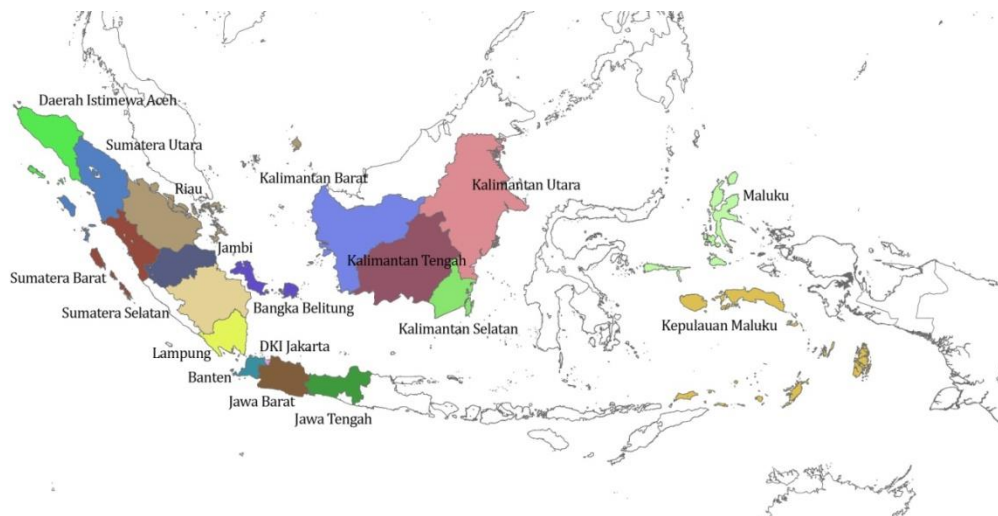 Daerah Istimewa Aceh
Sumatera Utara
Riau
Kalimantan Barat
Kalimantan Utara
Maluku
Jambi
Kalimantan Tengah
Sumatera Barat
Bangka Belitung
Sumatera Selatan
Kalimantan Selatan
Kepulauan Maluku
DKI Jakarta
Lampung
Banten
Jawa Barat
Jawa Tengah